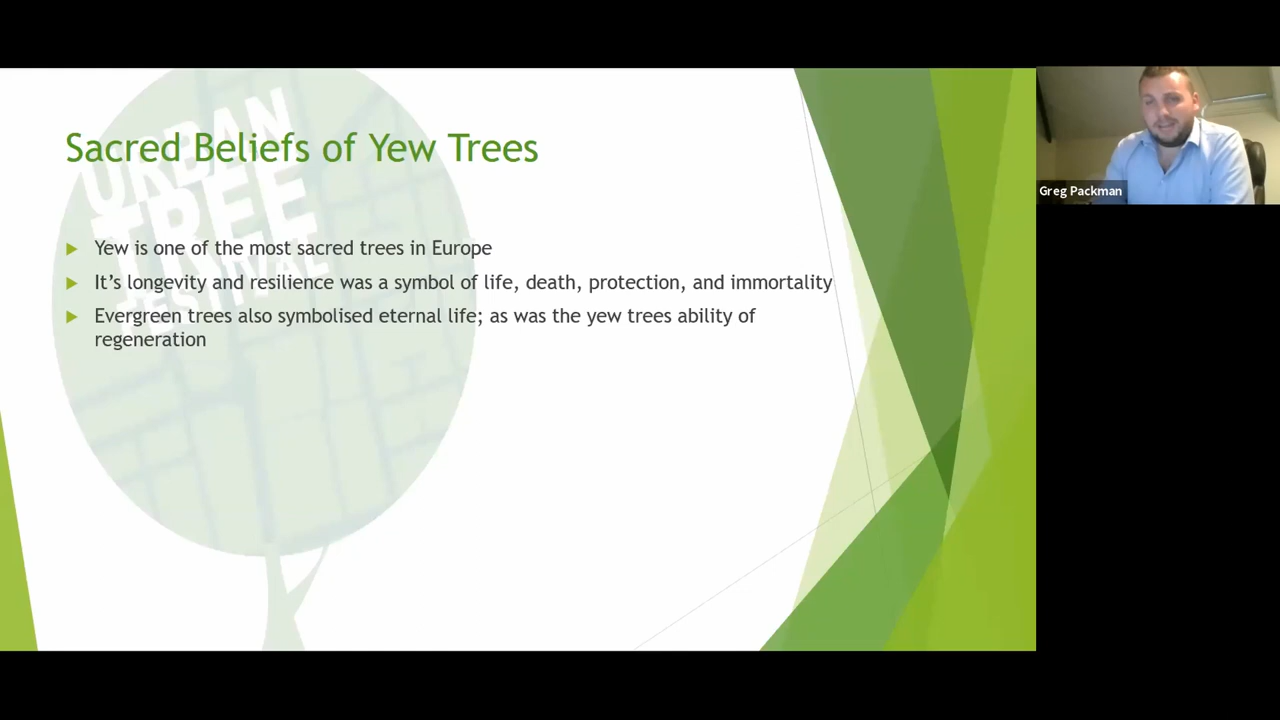 Sacred Beliefs of Yew Trees
URBAN
TREE
FESTIVAL
Yew is one of the most sacred trees in Europe
It’s longevity and resilience was a symbol of life, death, protection, and immortality
Evergreen trees also symbolised eternal life; as was the yew trees ability of
regeneration
Greg Packman